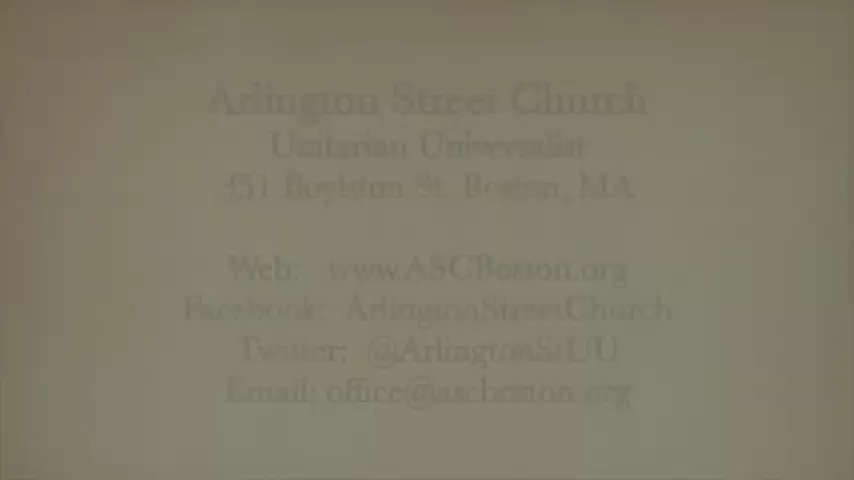 Arlington Street Church
Unitarian Universalist
351 Boylston St. Boston, MA
Web: www.ASCBoston.org
Facebook: ArlingtonStreetChurch
Twitter: @ArlingtonStUU
Email: office@ascboston.org